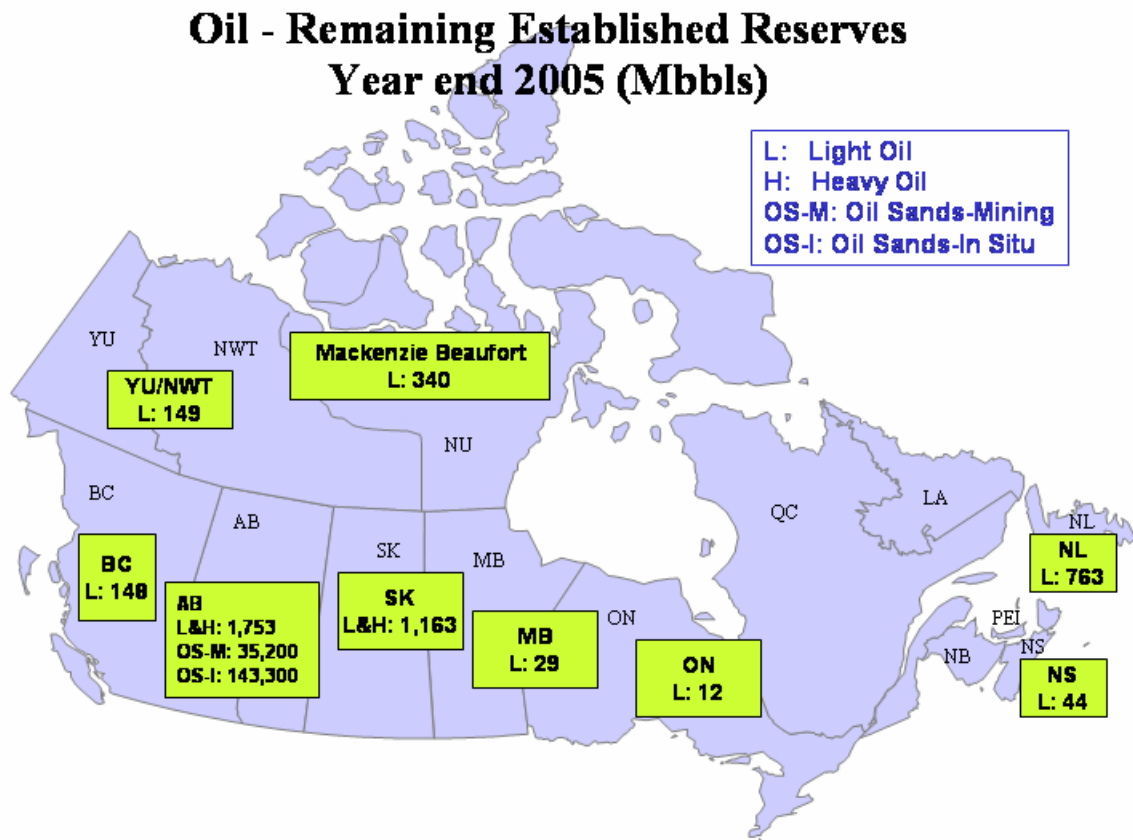 Oil - Remaining Established Reserves
Year end 2005 (Mbbls)
L: Light Oil
H: Heavy Oil
OS-M: Oil Sands-Mining
OS-I: Oil Sands-In Situ
YU
NWT
Mackenzie Beaufort
L: 340
YU/NWT
L: 149
NU
BC
AB
SK
MB
QC
LA
NL
BC
L: 148
AB
L&H: 1,753
OS-M: 35,200
OS-I: 143,300
SK
L&H: 1,163
MB
L: 29
ON
ON
L: 12
NL
L: 763
PEI
NB
NS
NS
L: 44